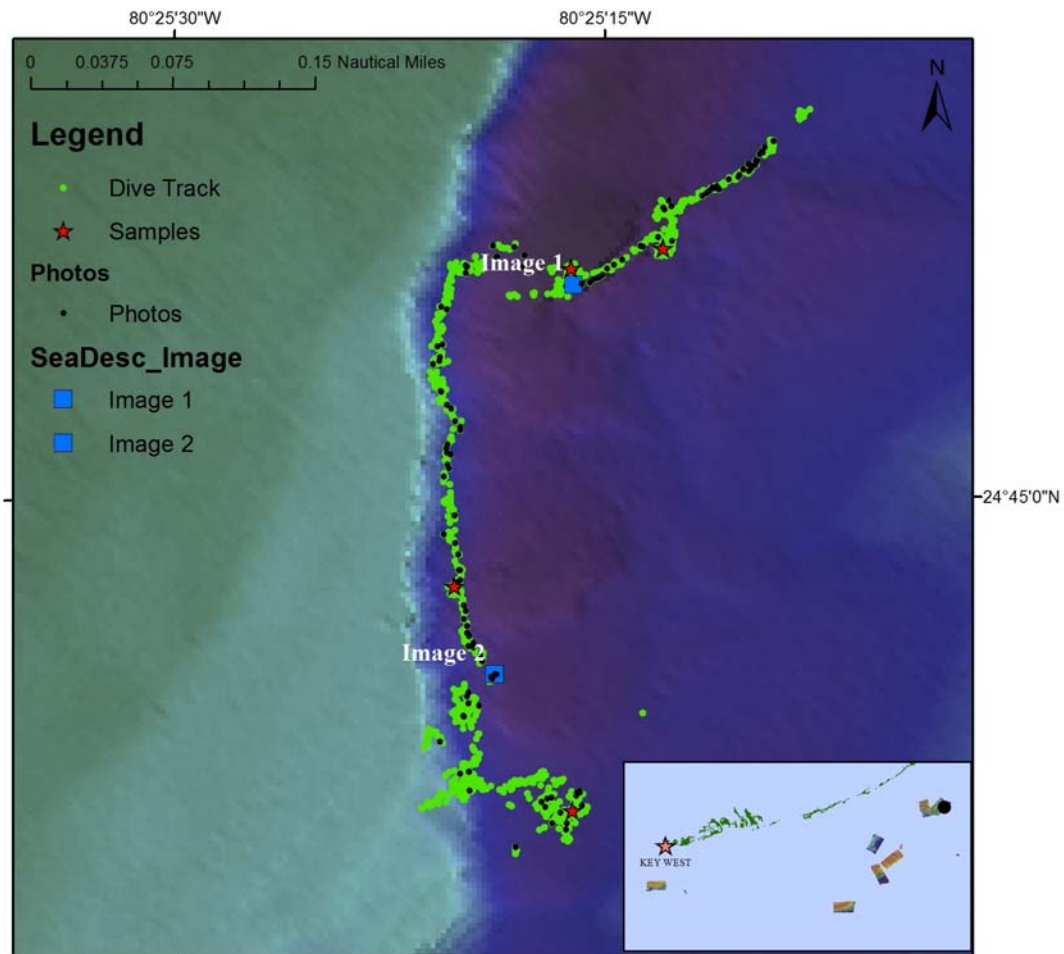 80°25'30"W 80°25'15"W
0 0.0375 0.075 0.15 Nautical Miles
N
Legend
Dive Track
Samples
Photos
Photos
SeaDesc_Image
Image 1
Image 2
Image 1
24°45'0"N
Image 2
KEY WEST